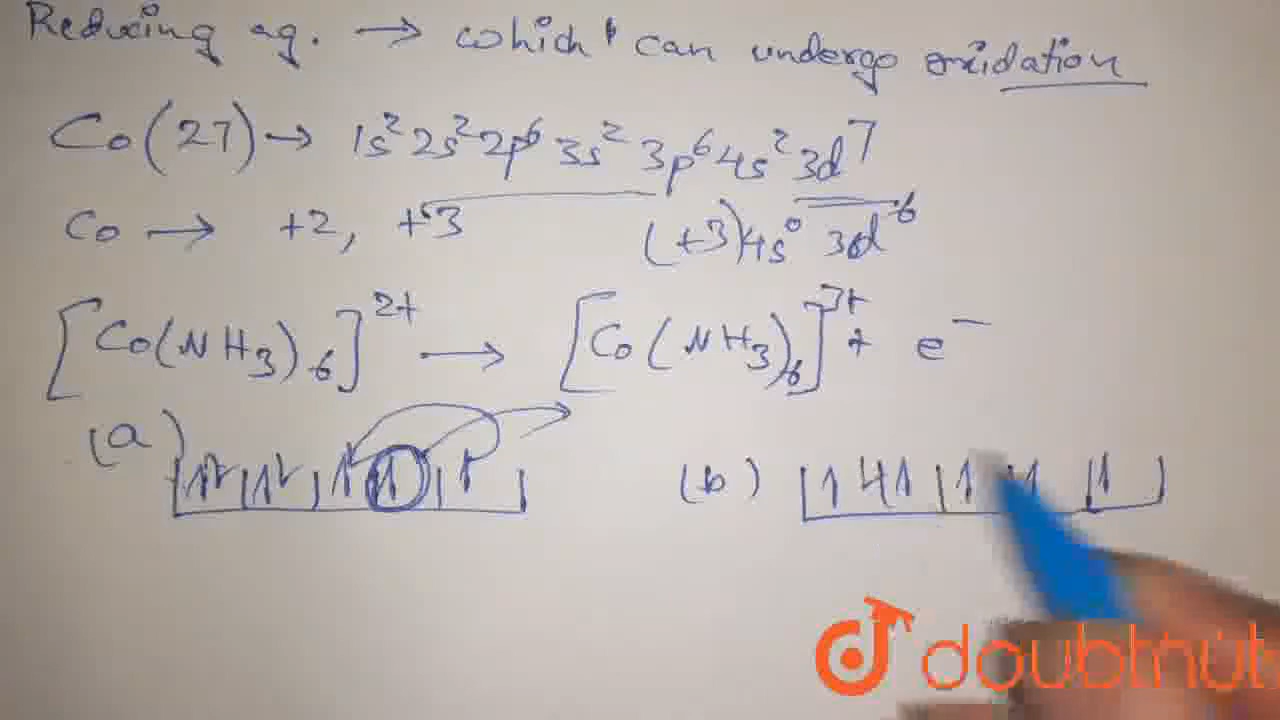 Reducing ag. → which can undergo oxidation
Co(27) → 1s² 2s² 2p⁶ 3s² 3p⁶ 4s² 3d⁷
Co → +2, +3 (+3) 4s⁰ 3d⁶
[Co(NH₃)₆]²⁺ → [Co(NH₃)₆]³⁺ + e⁻
(a) (b)
doubtnut